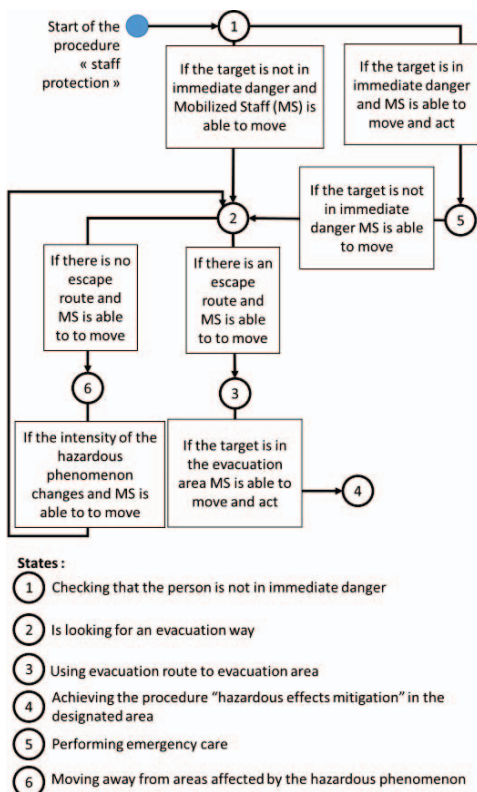 Start of the
procedure
« staff
protection »
1
If the target is not in
immediate danger and
Mobilized Staff (MS) is
able to move
If the target is in
immediate danger
and MS is able to
move and act
If the target is not
in immediate
danger MS is able
to move
5
2
If there is no
escape route
and MS is able
to to move
If there is an
escape route
and MS is able
to to move
6
3
If the intensity of the
hazardous
phenomenon
changes and MS is
able to to move
If the target is in
the evacuation
area MS is able to
move and act
4
States :
1 Checking that the person is not in immediate danger
2 Is looking for an evacuation way
3 Using evacuation route to evacuation area
4 Achieving the procedure “hazardous effects mitigation” in the
designated area
5 Performing emergency care
6 Moving away from areas affected by the hazardous phenomenon